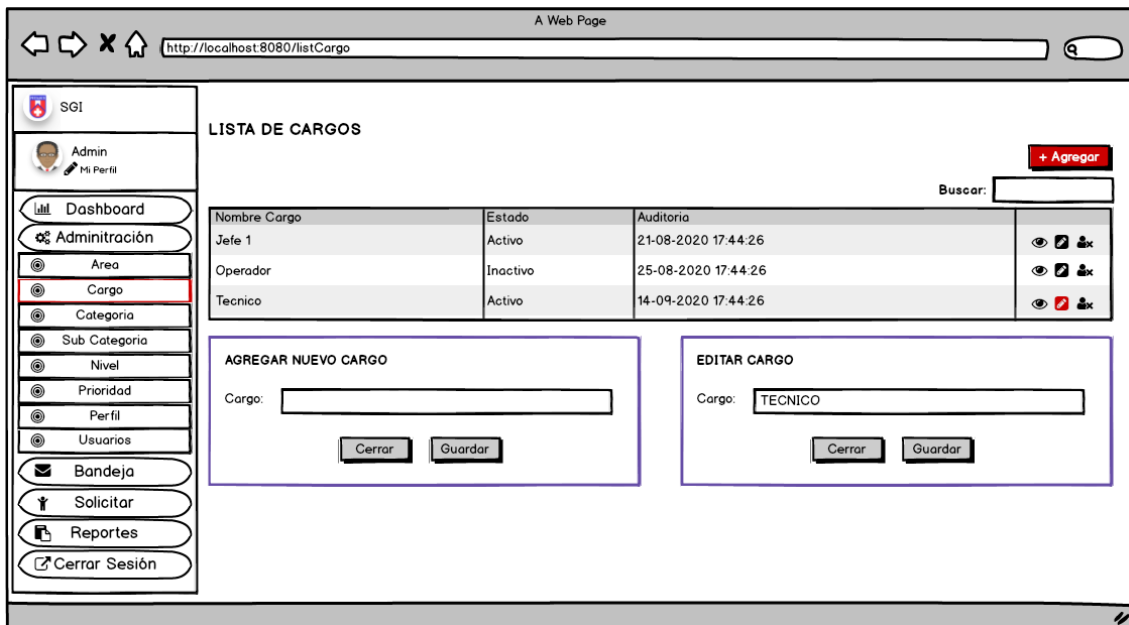 A Web Page
http://localhost:8080/listCargo
SGI
Admin
Mi Perfil
Dashboard
Adminitración
Area
Cargo
Categoria
Sub Categoria
Nivel
Prioridad
Perfil
Usuarios
Bandeja
Solicitar
Reportes
Cerrar Sesión
LISTA DE CARGOS
+ Agregar
Buscar:
Nombre Cargo Estado Auditoria
Jefe 1 Activo 21-08-2020 17:44:26
Operador Inactivo 25-08-2020 17:44:26
Tecnico Activo 14-09-2020 17:44:26
AGREGAR NUEVO CARGO
Cargo:
Cerrar Guardar
EDITAR CARGO
Cargo: TECNICO
Cerrar Guardar